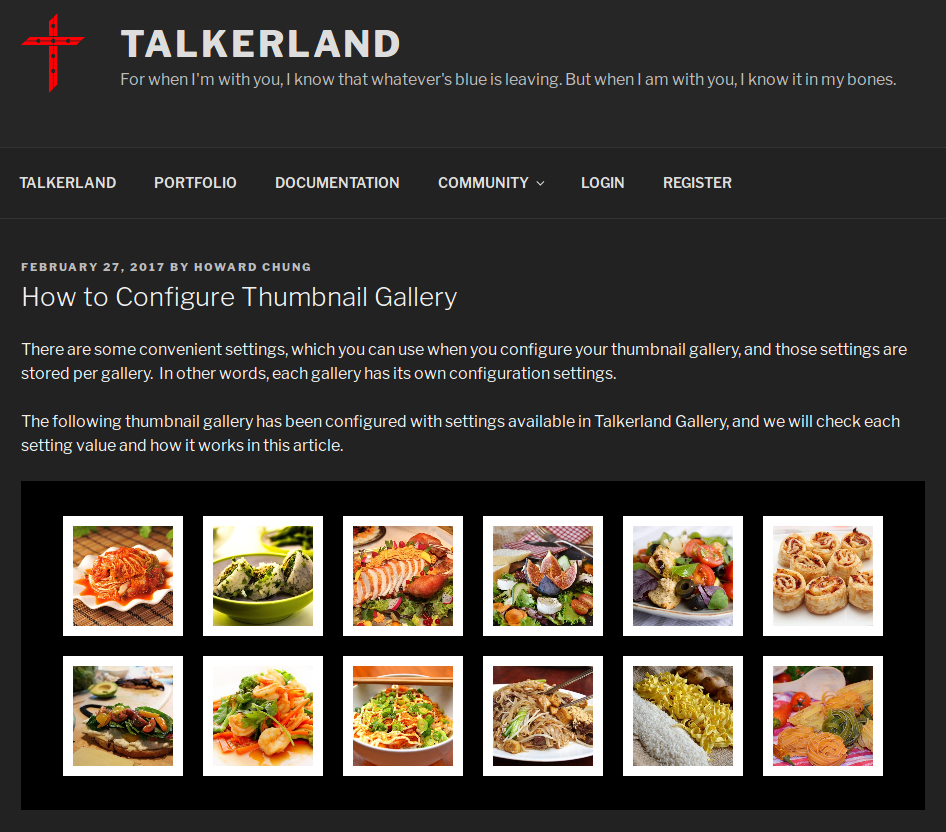 TALKERLAND
For when I'm with you, I know that whatever's blue is leaving. But when I am with you, I know it in my bones.
TALKERLAND PORTFOLIO DOCUMENTATION COMMUNITY LOGIN REGISTER
FEBRUARY 27, 2017 BY HOWARD CHUNG
How to Configure Thumbnail Gallery
There are some convenient settings, which you can use when you configure your thumbnail gallery, and those settings are
stored per gallery.  In other words, each gallery has its own configuration settings.
The following thumbnail gallery has been configured with settings available in Talkerland Gallery, and we will check each
setting value and how it works in this article.